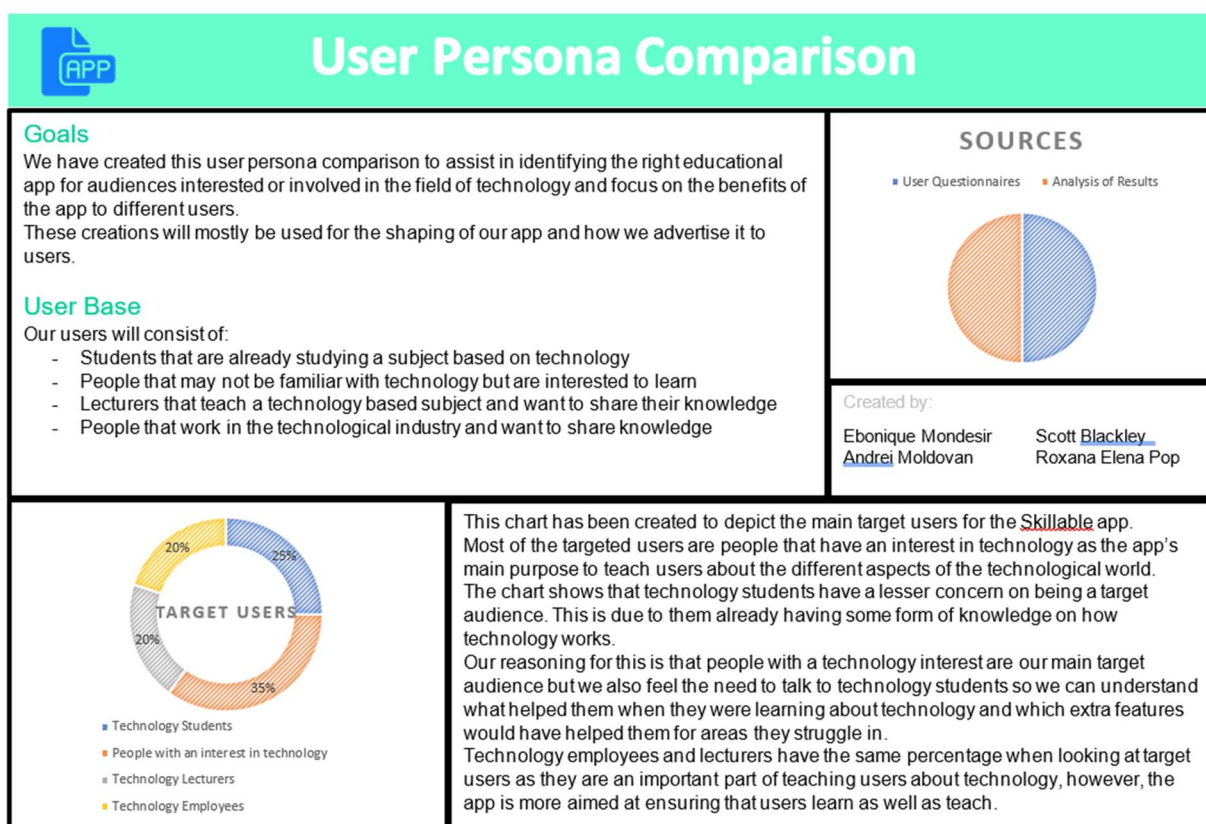 APP
User Persona Comparison
Goals
We have created this user persona comparison to assist in identifying the right educational
app for audiences interested or involved in the field of technology and focus on the benefits of
the app to different users.
These creations will mostly be used for the shaping of our app and how we advertise it to
users.
User Base
Our users will consist of:
- Students that are already studying a subject based on technology
- People that may not be familiar with technology but are interested to learn
- Lecturers that teach a technology based subject and want to share their knowledge
- People that work in the technological industry and want to share knowledge
SOURCES
User Questionnaires Analysis of Results
Created by:
Ebonique Mondesir Scott Blackley
Andrei Moldovan Roxana Elena Pop
20%
25%
TARGET USERS
20%
35%
Technology Students
People with an interest in technology
Technology Lecturers
Technology Employees
This chart has been created to depict the main target users for the Skillable app.
Most of the targeted users are people that have an interest in technology as the app's
main purpose to teach users about the different aspects of the technological world.
The chart shows that technology students have a lesser concern on being a target
audience. This is due to them already having some form of knowledge on how
technology works.
Our reasoning for this is that people with a technology interest are our main target
audience but we also feel the need to talk to technology students so we can understand
what helped them when they were learning about technology and which extra features
would have helped them for areas they struggle in.
Technology employees and lecturers have the same percentage when looking at target
users as they are an important part of teaching users about technology, however, the
app is more aimed at ensuring that users learn as well as teach.